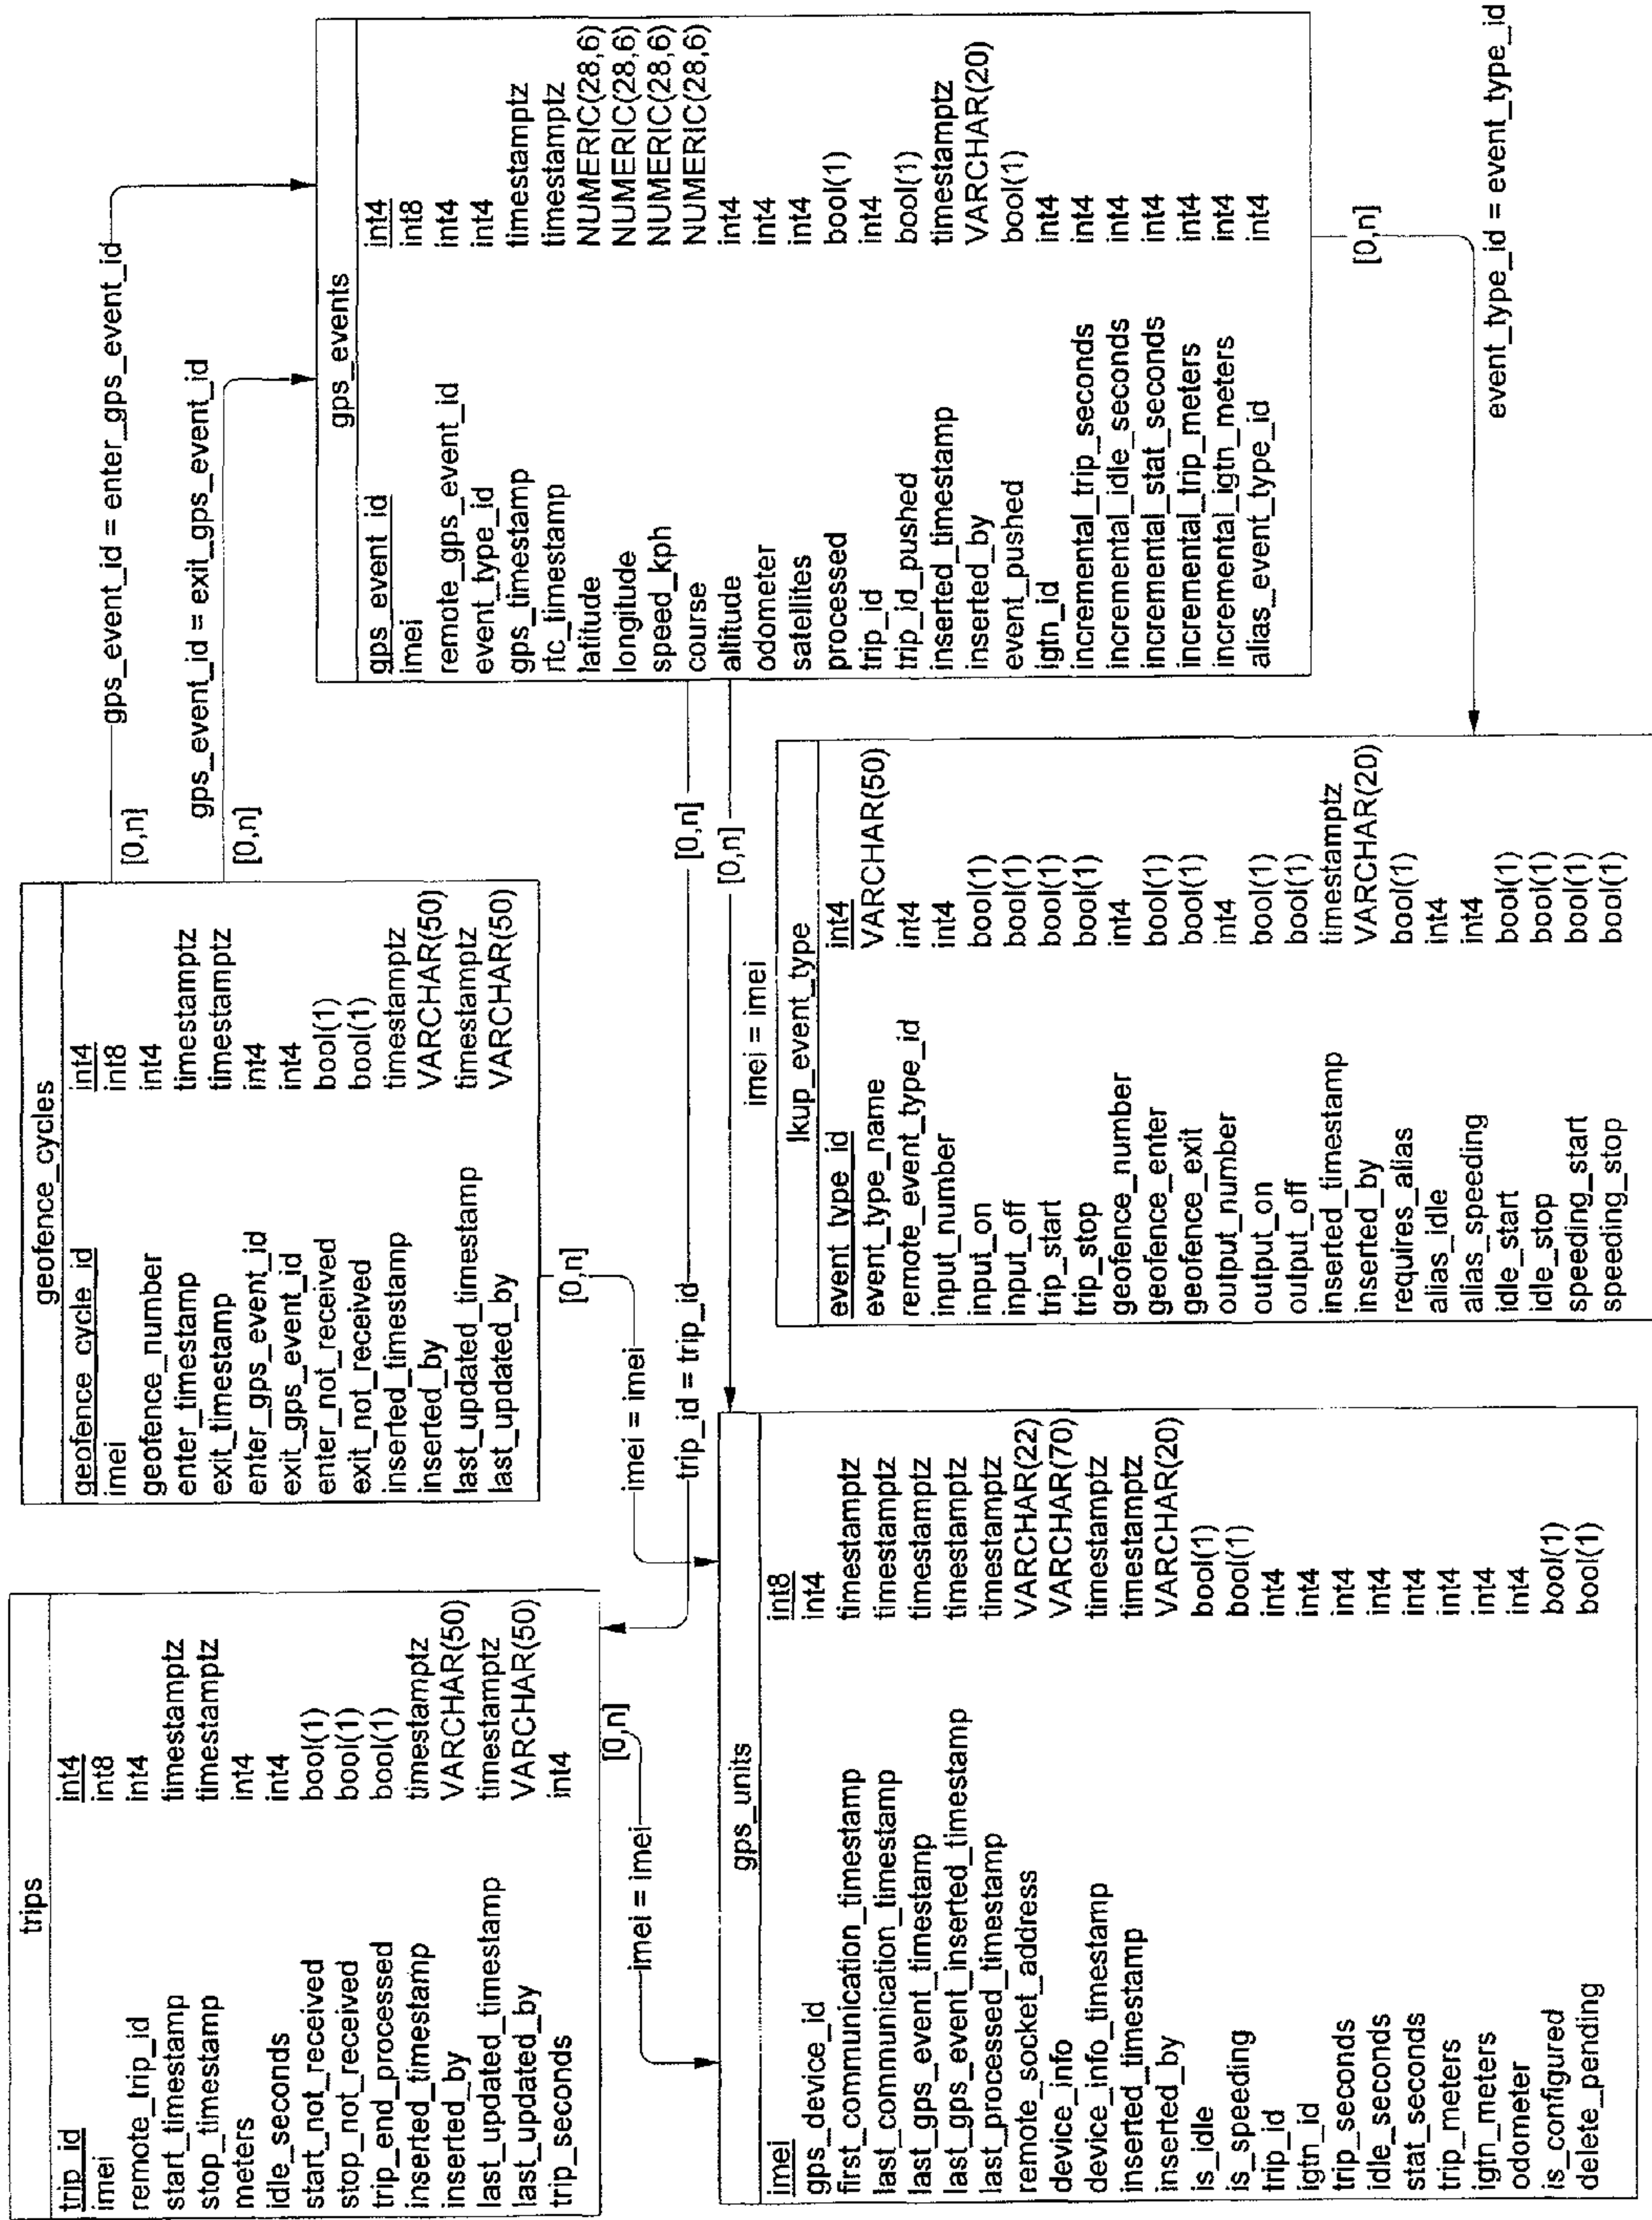 trips
trip_id int4
imei int8
remote_trip_id int4
start_timestamp timestamptz
stop_timestamp timestamptz
meters int4
idle_seconds int4
start_not_received bool(1)
stop_not_received bool(1)
trip_end_processed bool(1)
inserted_timestamp timestamptz
inserted_by VARCHAR(50)
last_updated_timestamp timestamptz
last_updated_by VARCHAR(50)
trip_seconds int4
[0,n]
imei = imei
geofence_cycles
geofence_cycle_id int4
imei int8
geofence_number int4
enter_timestamp timestamptz
exit_timestamp timestamptz
enter_gps_event_id int4
exit_gps_event_id int4
enter_not_received bool(1)
exit_not_received bool(1)
inserted_timestamp timestamptz
inserted_by VARCHAR(50)
last_updated_timestamp timestamptz
last_updated_by VARCHAR(50)
[0,n]
imei = imei
[0,n]
gps_event_id = enter_gps_event_id
[0,n]
gps_event_id = exit_gps_event_id
gps_events
gps_event_id int4
imei int8
remote_gps_event_id int4
event_type_id int4
gps_timestamp timestamptz
rtc_timestamp timestamptz
latitude NUMERIC(28,6)
longitude NUMERIC(28,6)
speed_kph NUMERIC(28,6)
course NUMERIC(28,6)
altitude int4
odometer int4
satellites int4
processed bool(1)
trip_id int4
trip_id_pushed bool(1)
inserted_timestamp timestamptz
inserted_by VARCHAR(20)
event_pushed bool(1)
igtn_id int4
incremental_trip_seconds int4
incremental_idle_seconds int4
incremental_stat_seconds int4
incremental_trip_meters int4
incremental_igtn_meters int4
alias_event_type_id int4
trip_id = trip_id
[0,n]
[0,n]
imei = imei
[0,n]
event_type_id = event_type_id
gps_units
imei int8
gps_device_id int4
first_communication_timestamp timestamptz
last_communication_timestamp timestamptz
last_gps_event_timestamp timestamptz
last_gps_event_inserted_timestamp timestamptz
last_processed_timestamp timestamptz
remote_socket_address VARCHAR(22)
device_info VARCHAR(70)
device_info_timestamp timestamptz
inserted_timestamp timestamptz
inserted_by VARCHAR(20)
is_idle bool(1)
is_speeding bool(1)
trip_id int4
igtn_id int4
trip_seconds int4
idle_seconds int4
stat_seconds int4
trip_meters int4
igtn_meters int4
odometer int4
is_configured bool(1)
delete_pending bool(1)
lkup_event_type
event_type_id int4
event_type_name VARCHAR(50)
remote_event_type_id int4
input_number int4
input_on bool(1)
input_off bool(1)
trip_start bool(1)
trip_stop bool(1)
geofence_number int4
geofence_enter bool(1)
geofence_exit bool(1)
output_number int4
output_on bool(1)
output_off bool(1)
inserted_timestamp timestamptz
inserted_by VARCHAR(20)
requires_alias bool(1)
alias_idle int4
alias_speeding int4
idle_start bool(1)
idle_stop bool(1)
speeding_start bool(1)
speeding_stop bool(1)